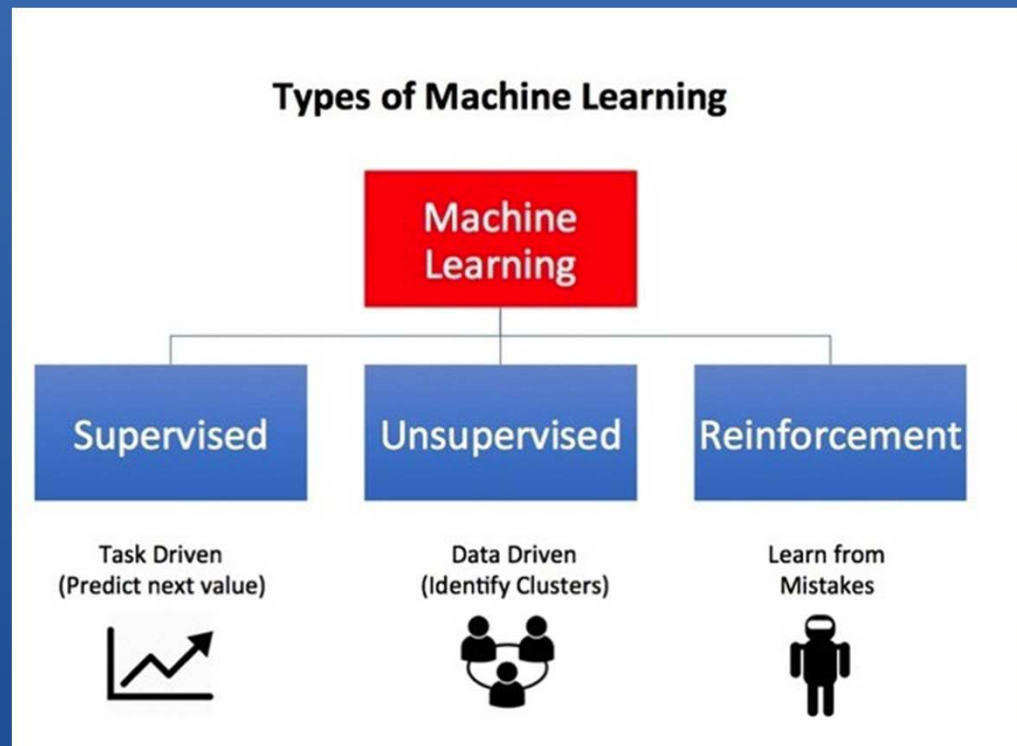 Types of Machine Learning
Machine
Learning
Supervised
Unsupervised
Reinforcement
Task Driven
(Predict next value)
Data Driven
(Identify Clusters)
Learn from
Mistakes